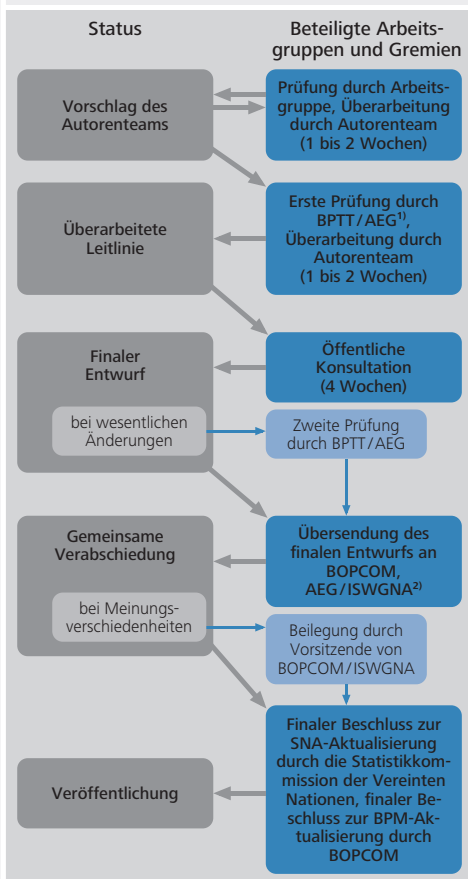 Status
Beteiligte Arbeits-
gruppen und Gremien
Vorschlag des
Autorenteams
Prüfung durch Arbeits-
gruppe, Überarbeitung
durch Autorenteam
(1 bis 2 Wochen)
Überarbeitete
Leitlinie
Erste Prüfung durch
BPTT/AEG¹⁾,
Überarbeitung durch
Autorenteam
(1 bis 2 Wochen)
Finaler
Entwurf
Öffentliche
Konsultation
(4 Wochen)
bei wesentlichen
Änderungen
Zweite Prüfung
durch BPTT/AEG
Gemeinsame
Verabschiedung
Übersendung des
finalen Entwurfs an
BOPCOM,
AEG/ISWGNA²⁾
bei Meinungs-
verschiedenheiten
Beilegung durch
Vorsitzende von
BOPCOM/ISWGNA
Veröffentlichung
Finaler Beschluss zur
SNA-Aktualisierung
durch die Statistikkom-
mission der Vereinten
Nationen, finaler Be-
schluss zur BPM-Ak-
tualisierung durch
BOPCOM